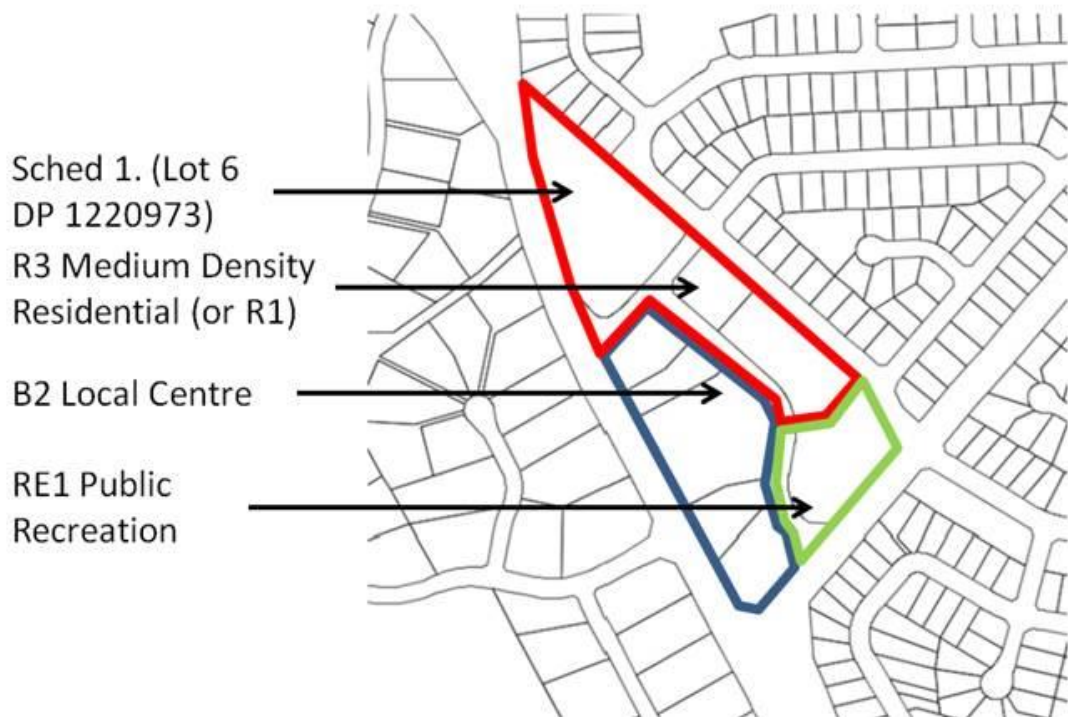 Sched 1. (Lot 6
DP 1220973)
R3 Medium Density
Residential (or R1)
B2 Local Centre
RE1 Public
Recreation